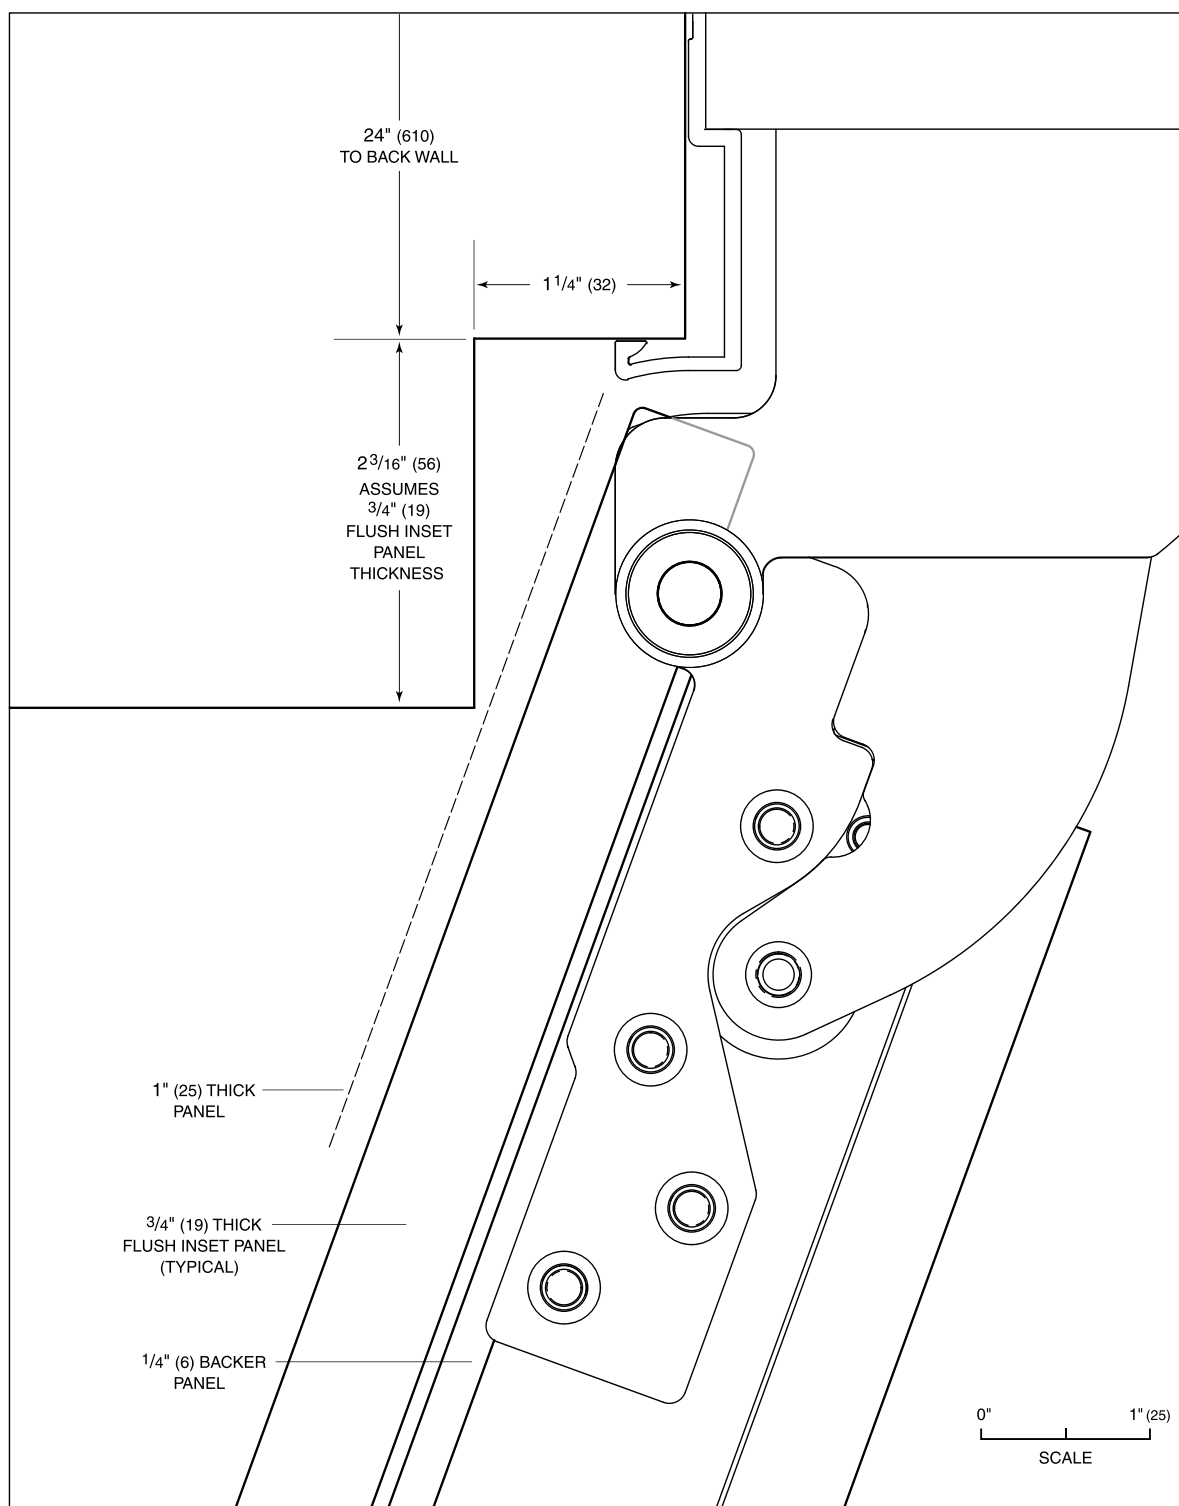 24" (610)
TO BACK WALL
1 1/4" (32)
2 3/16" (56)
ASSUMES
3/4" (19)
FLUSH INSET
PANEL
THICKNESS
1" (25) THICK
PANEL
3/4" (19) THICK
FLUSH INSET PANEL
(TYPICAL)
1/4" (6) BACKER
PANEL
0" 1" (25)
SCALE